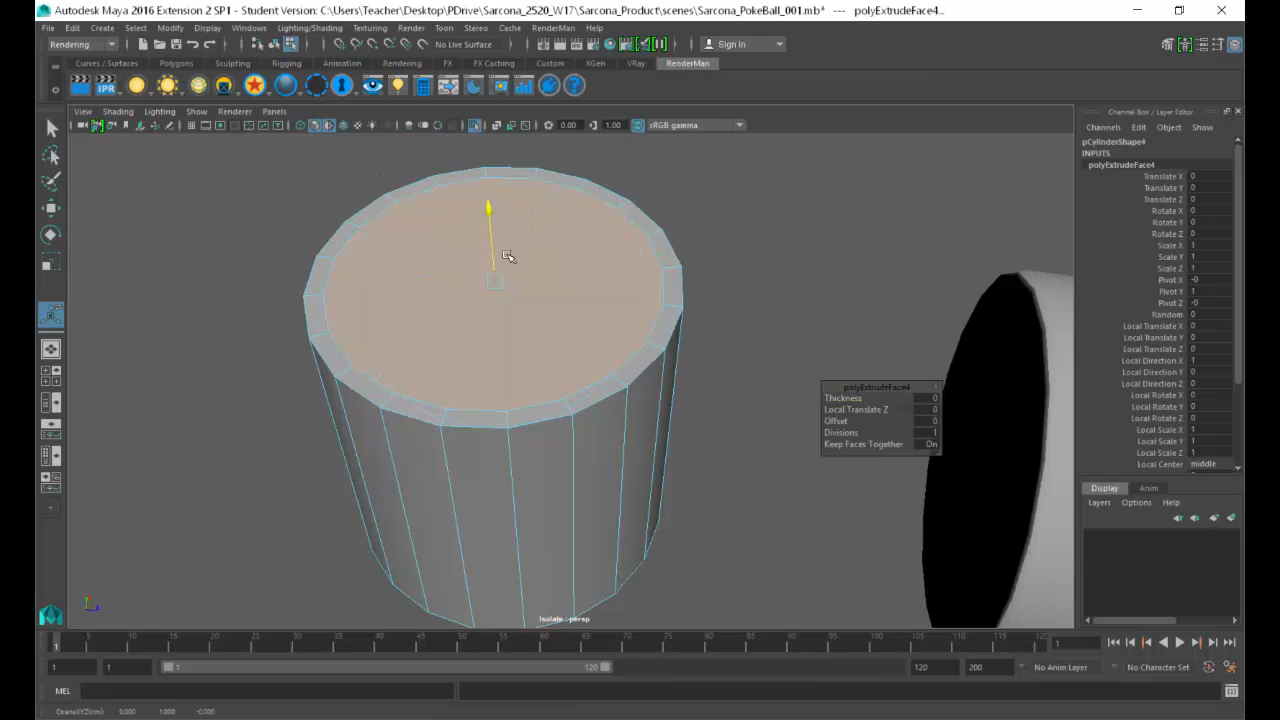 Autodesk Maya 2016 Extension 2 SP1 - Student Version: C:\Users\Teacher\Desktop\PDrive\Sarcona_2520_W17\Sarcona_Product\scenes\Sarcona_PokeBall_001.mb* --- polyExtrudeFace4...
File Edit Create Select Modify Display Windows Lighting/Shading Texturing Render Toon Stereo Cache RenderMan Help
Rendering No Live Surface Sign In
Curves / Surfaces Polygons Sculpting Rigging Animation Rendering FX FX Caching Custom XGen VRay RenderMan
IPR
View Shading Lighting Show Renderer Panels
0.00 1.00 sRGB gamma
Channel Box / Layer Editor
Channels Edit Object Show
pCylinderShape4
INPUTS
polyExtrudeFace4
Translate X 0
Translate Y 0
Translate Z 0
Rotate X 0
Rotate Y 0
Rotate Z 0
Scale X 1
Scale Y 1
Scale Z 1
Pivot X -0
Pivot Y 1
Pivot Z -0
Random 0
Local Translate X 0
Local Translate Y 0
Local Translate Z 0
Local Direction X 1
Local Direction Y 0
Local Direction Z 0
Local Rotate X 0
Local Rotate Y 0
Local Rotate Z 0
Local Scale X 1
Local Scale Y 1
Local Scale Z 1
Local Center middle
polyExtrudeFace4
Thickness 0
Local Translate Z 0
Offset 0
Divisions 1
Keep Faces Together On
Display Anim
Layers Options Help
Isolate : persp
1 5 10 15 20 25 30 35 40 45 50 55 60 65 70 75 80 85 90 95 100 105 110 115 120 1
1 1 1 120 120 200 No Anim Layer No Character Set
MEL
0.000 1.000 -0.000